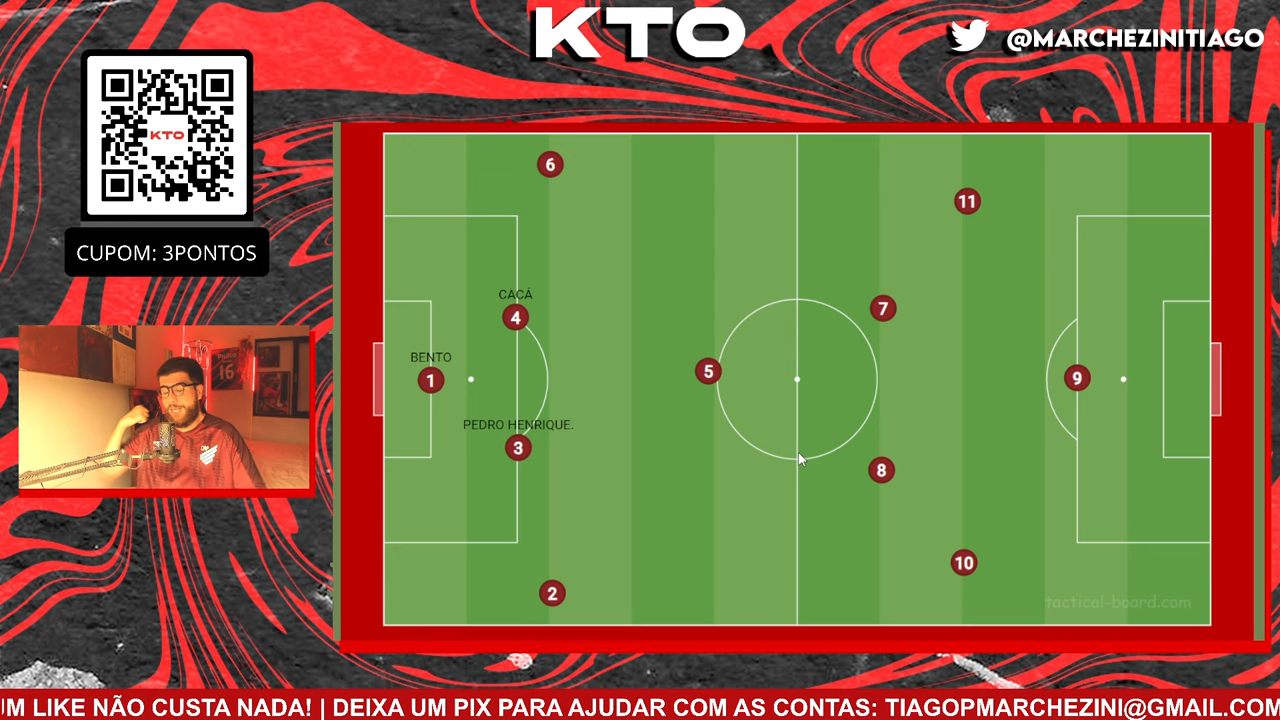 KTO
@MARCHEZINITIAGO
KTO
CUPOM: 3PONTOS
6
11
CACÁ
4
7
BENTO
1
5
9
PEDRO HENRIQUE.
3
8
10
2
tactical-board.com
16
UM LIKE NÃO CUSTA NADA! | DEIXA UM PIX PARA AJUDAR COM AS CONTAS: TIAGOPMARCHEZINI@GMAIL.COM